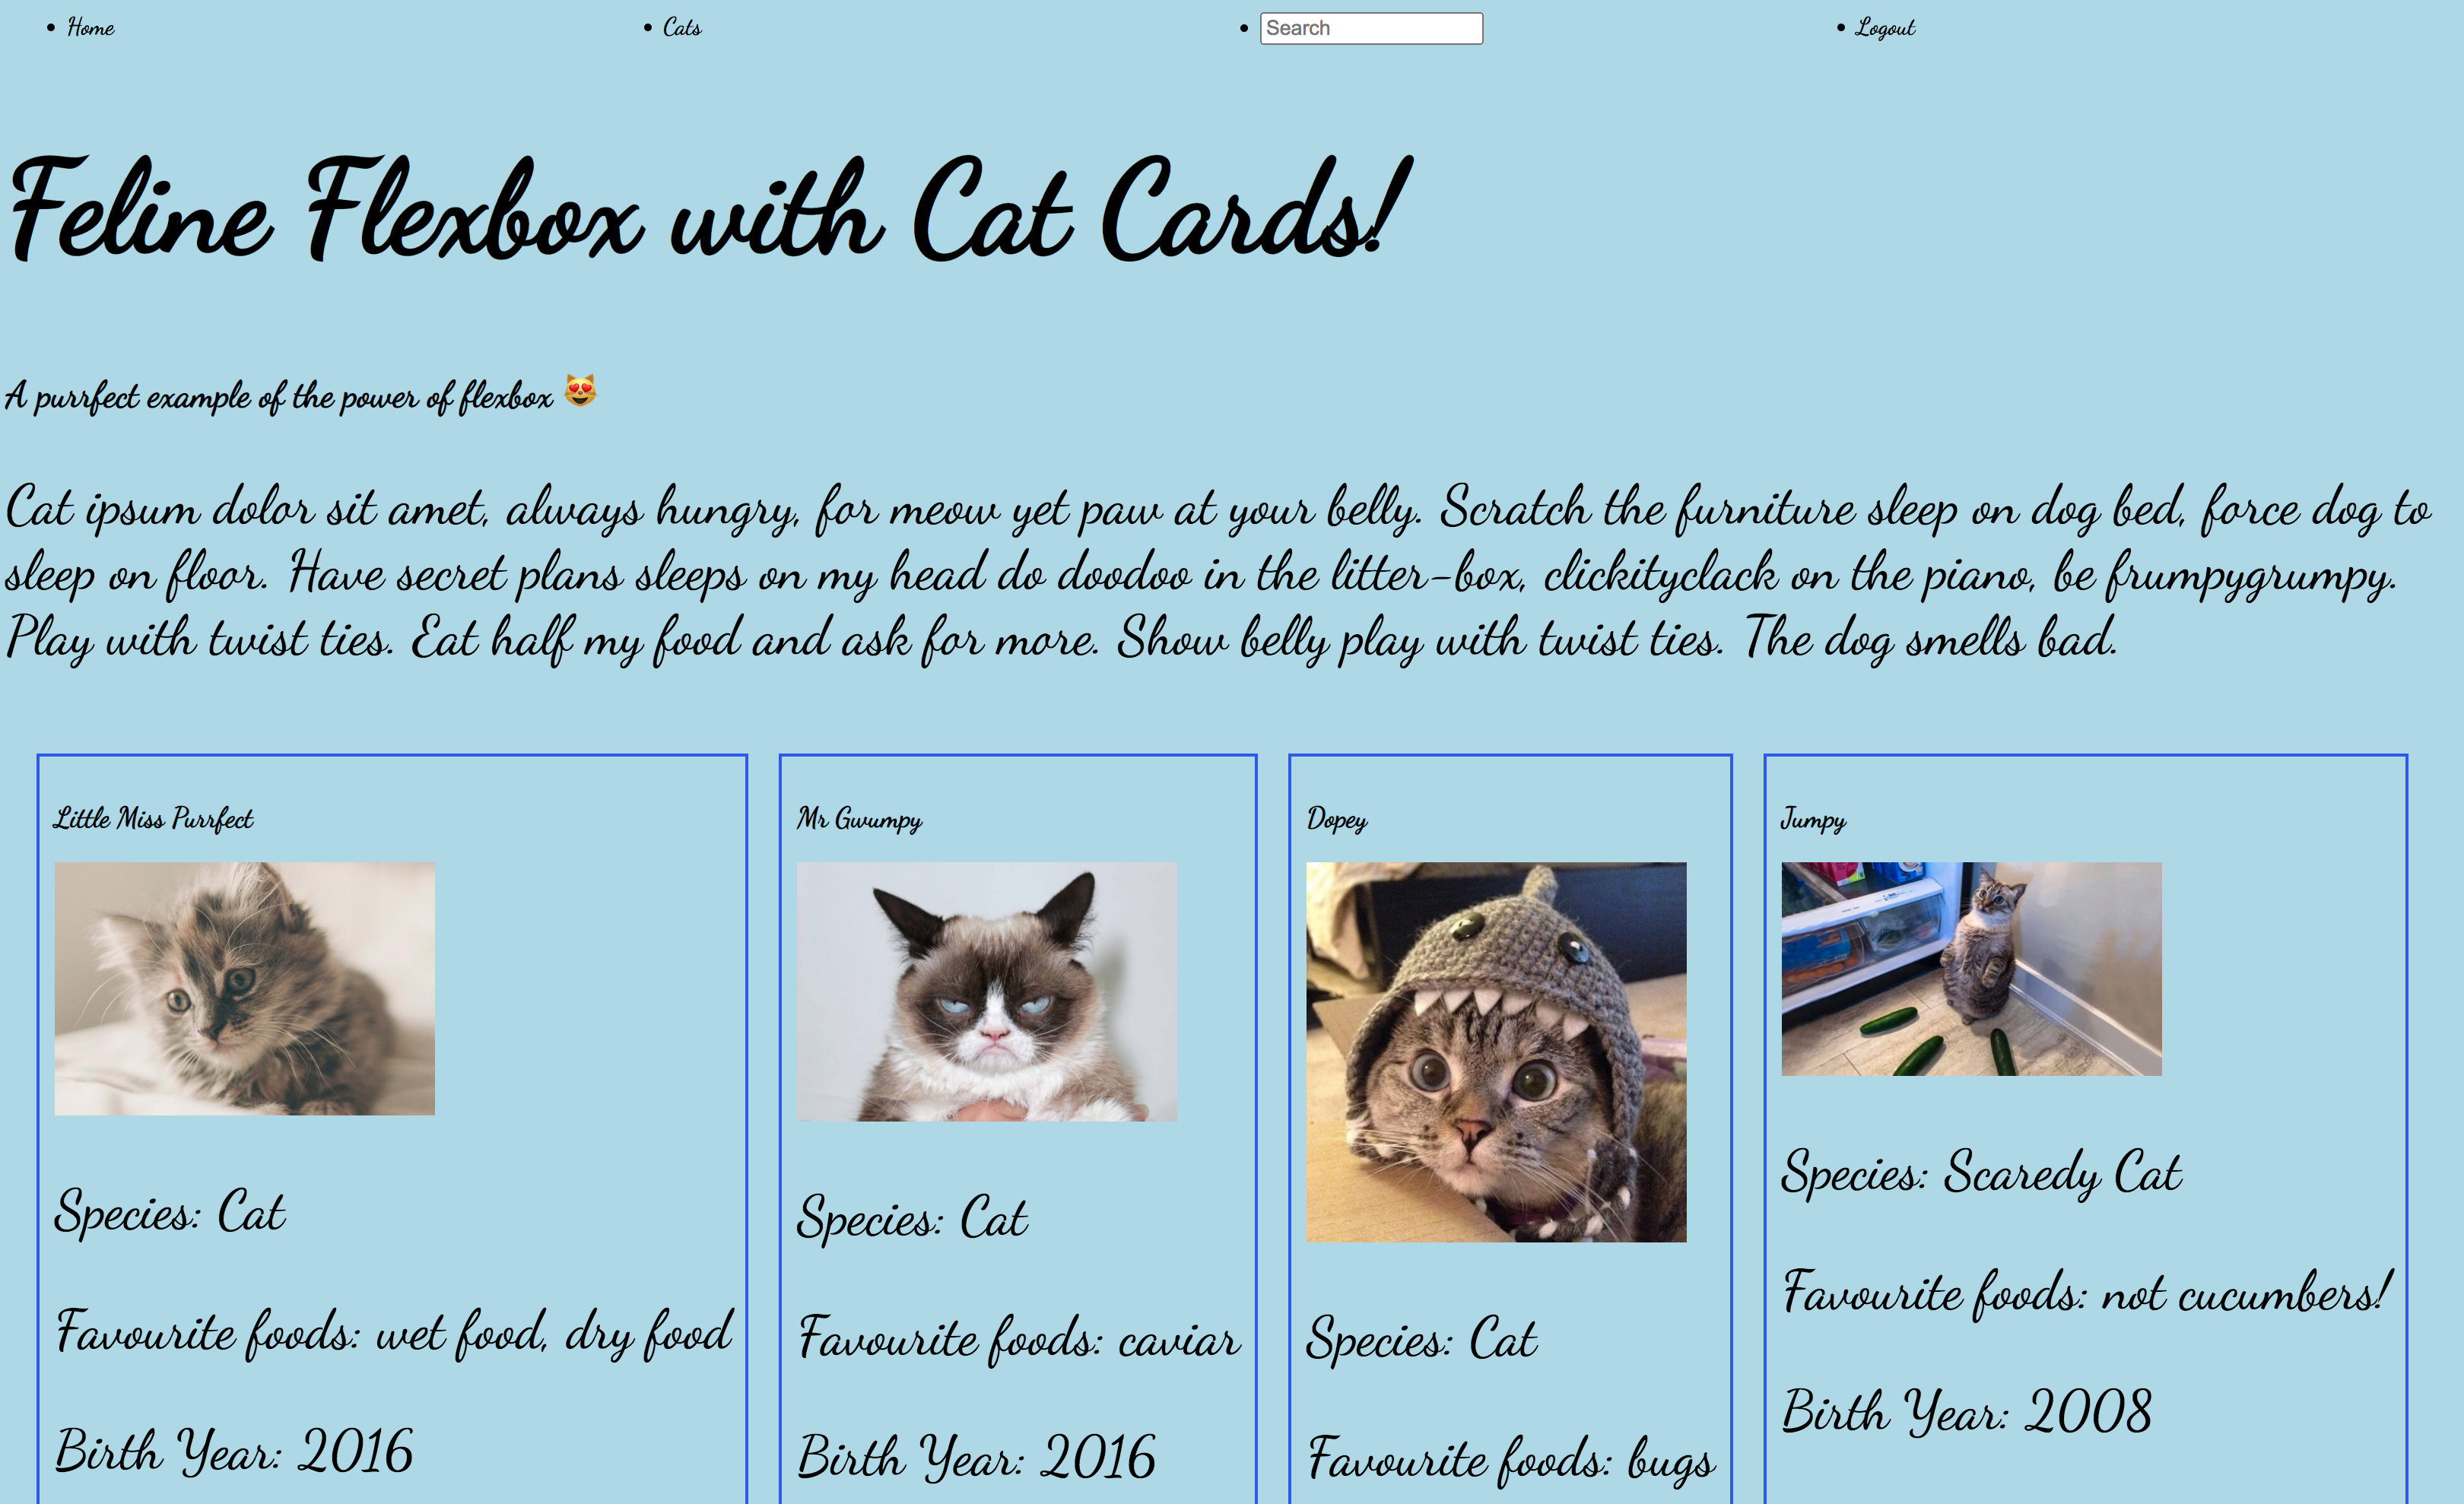 Home
Cats
Search
Logout
Feline Flexbox with Cat Cards!
A purrfect example of the power of flexbox 😻
Cat ipsum dolor sit amet, always hungry, for meow yet paw at your belly. Scratch the furniture sleep on dog bed, force dog to
sleep on floor. Have secret plans sleeps on my head do doodoo in the litter-box, clickityclack on the piano, be frumpygrumpy.
Play with twist ties. Eat half my food and ask for more. Show belly play with twist ties. The dog smells bad.
Little Miss Purrfect
Species: Cat
Favourite foods: wet food, dry food
Birth Year: 2016
Mr Gwumpy
Species: Cat
Favourite foods: caviar
Birth Year: 2016
Dopey
Species: Cat
Favourite foods: bugs
Jumpy
Species: Scaredy Cat
Favourite foods: not cucumbers!
Birth Year: 2008